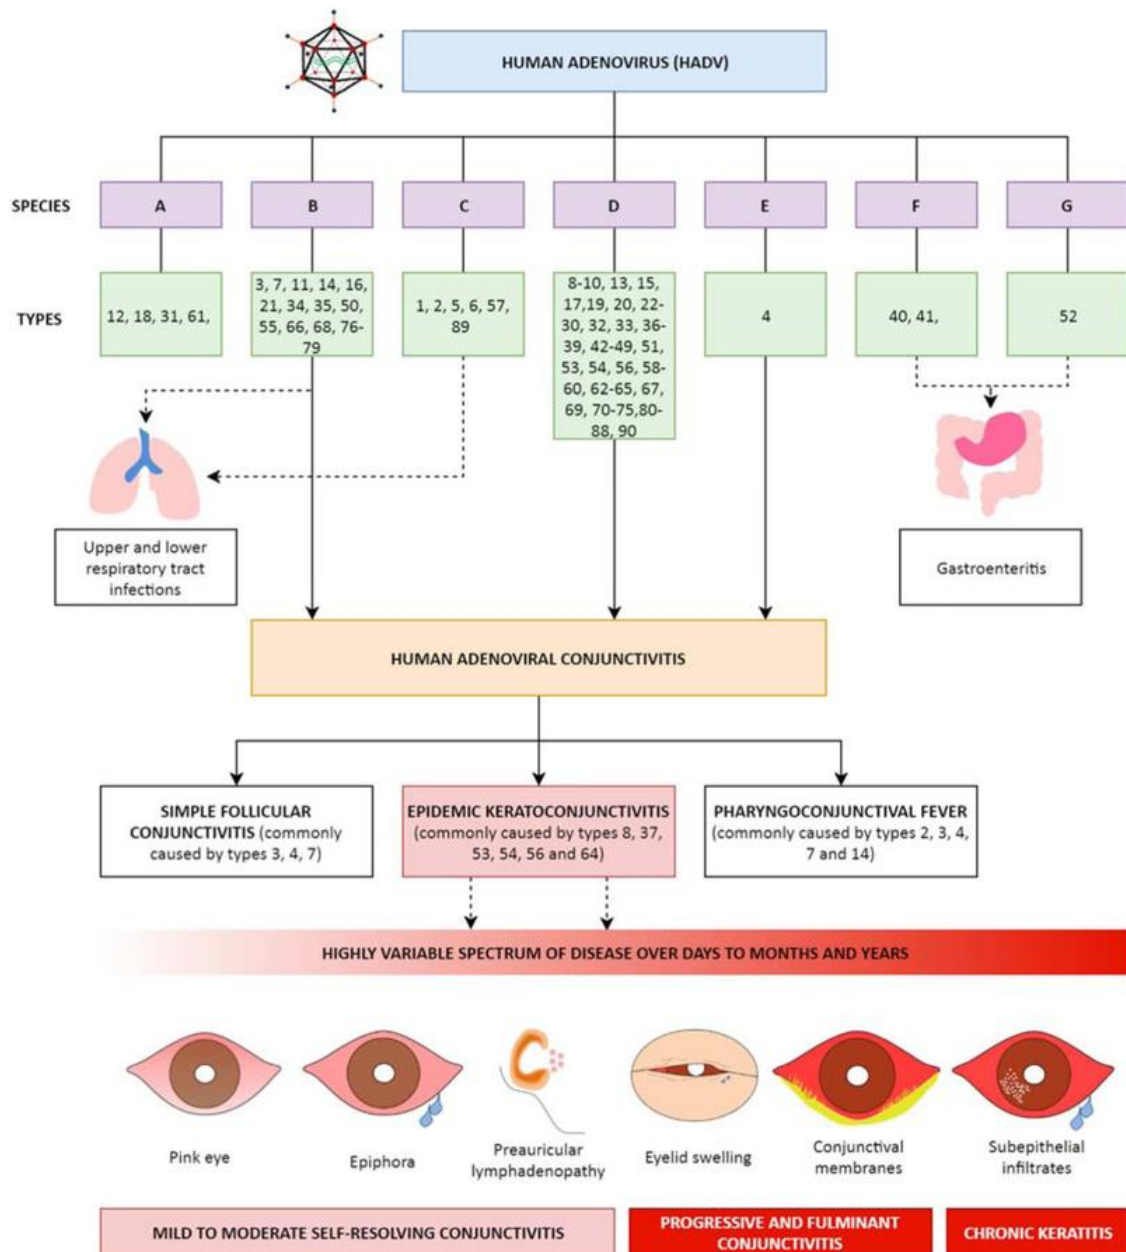 HUMAN ADENOVIRUS (HADV)
SPECIES
A
B
C
D
E
F
G
TYPES
12, 18, 31, 61,
3, 7, 11, 14, 16,
21, 34, 35, 50,
55, 66, 68, 76-
79
1, 2, 5, 6, 57,
89
8-10, 13, 15,
17,19, 20, 22-
30, 32, 33, 36-
39, 42-49, 51,
53, 54, 56, 58-
60, 62-65, 67,
69, 70-75,80-
88, 90
4
40, 41,
52
Upper and lower
respiratory tract
infections
Gastroenteritis
HUMAN ADENOVIRAL CONJUNCTIVITIS
SIMPLE FOLLICULAR
CONJUNCTIVITIS (commonly
caused by types 3, 4, 7)
EPIDEMIC KERATOCONJUNCTIVITIS
(commonly caused by types 8, 37,
53, 54, 56 and 64)
PHARYNGOCONJUNCTIVAL FEVER
(commonly caused by types 2, 3, 4,
7 and 14)
HIGHLY VARIABLE SPECTRUM OF DISEASE OVER DAYS TO MONTHS AND YEARS
Pink eye
Epiphora
Preauricular
lymphadenopathy
Eyelid swelling
Conjunctival
membranes
Subepithelial
infiltrates
MILD TO MODERATE SELF-RESOLVING CONJUNCTIVITIS
PROGRESSIVE AND FULMINANT
CONJUNCTIVITIS
CHRONIC KERATITIS